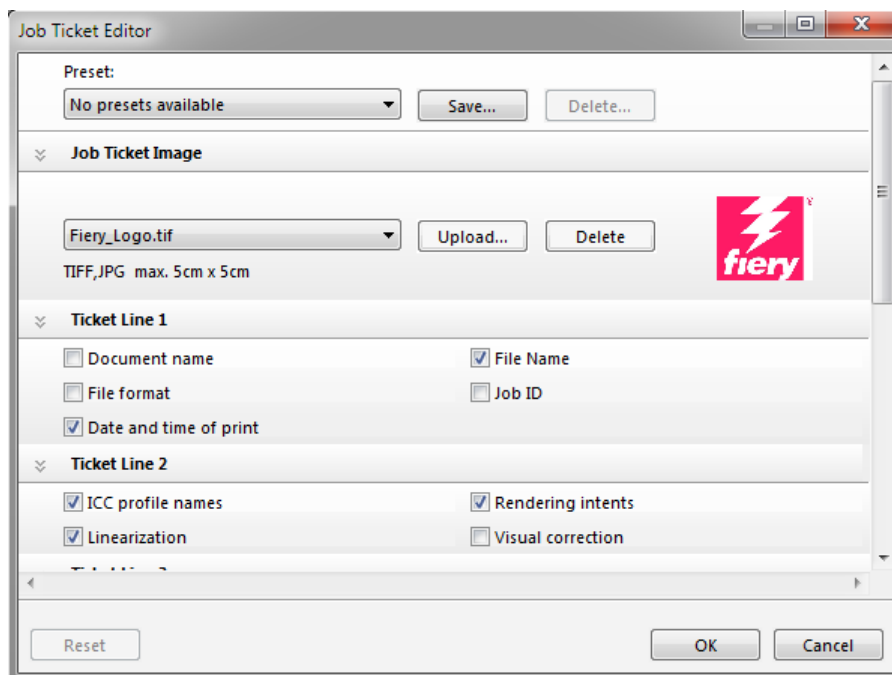 Job Ticket Editor
Preset:
No presets available Save... Delete...
Job Ticket Image
Fiery_Logo.tif Upload... Delete
fiery
TIFF,JPG max. 5cm x 5cm
Ticket Line 1
Document name File Name
File format Job ID
Date and time of print
Ticket Line 2
ICC profile names Rendering intents
Linearization Visual correction
Reset OK Cancel